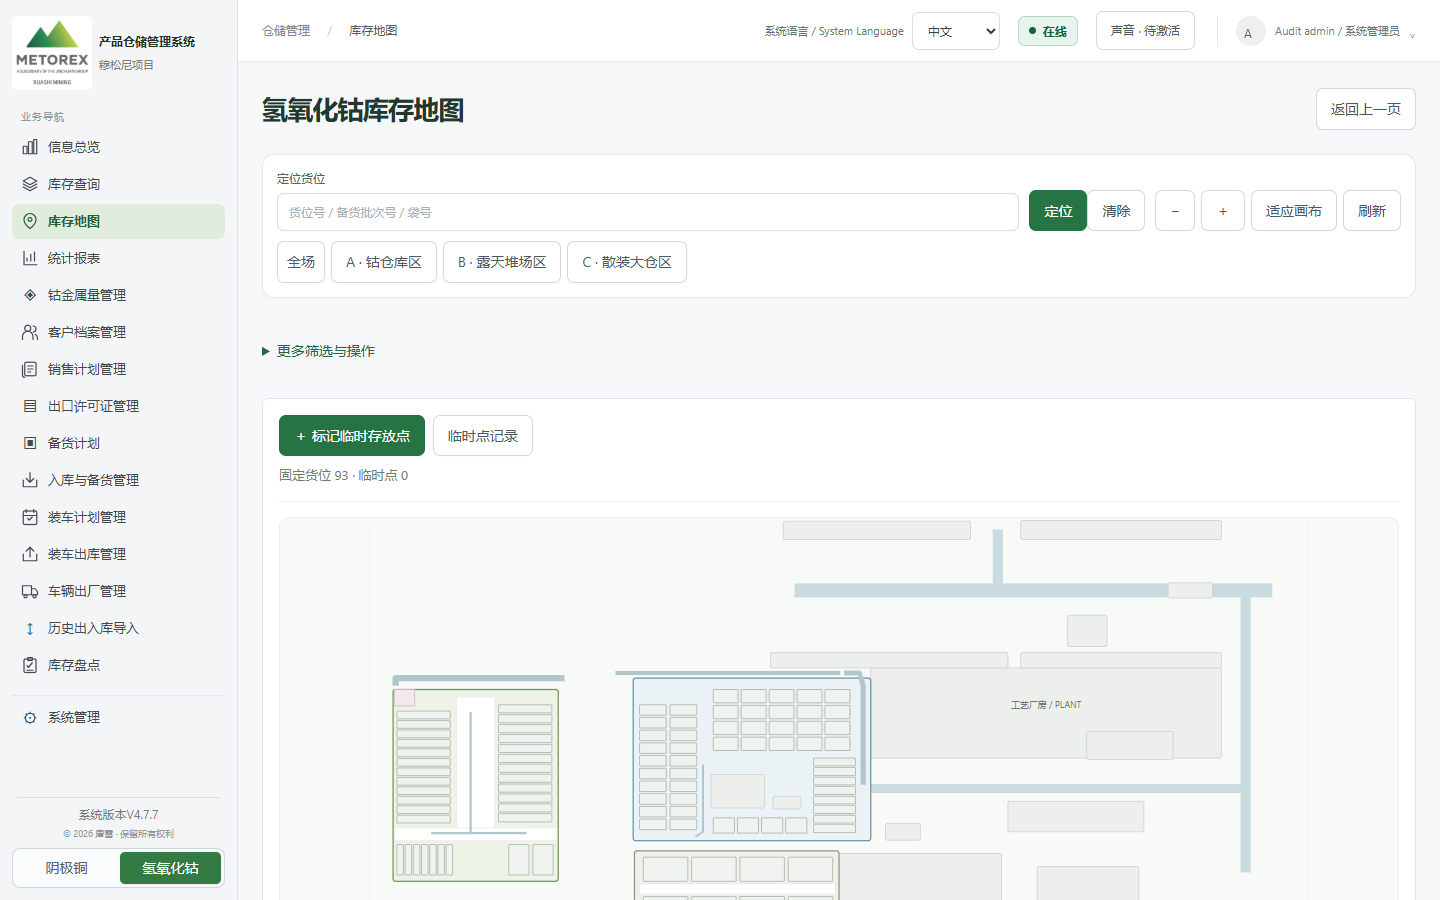 METOREX
A SUBSIDIARY OF THE JINCHUAN GROUP
RUASHI MINING
产品仓储管理系统
穆松尼项目
业务导航
信息总览
库存查询
库存地图
统计报表
钴金属量管理
客户档案管理
销售计划管理
出口许可证管理
备货计划
入库与备货管理
装车计划管理
装车出库管理
车辆出厂管理
历史出入库导入
库存盘点
系统管理
系统版本V4.7.7
© 2026 唐雷 · 保留所有权利
阴极铜
氢氧化钴
仓储管理 / 库存地图
系统语言 / System Language
中文
在线
声音 · 待激活
A
Audit admin / 系统管理员
氢氧化钴库存地图
返回上一页
定位货位
货位号 / 备货批次号 / 袋号
定位
清除
−
+
适应画布
刷新
全场
A · 钴仓库区
B · 露天堆场区
C · 散装大仓区
更多筛选与操作
＋ 标记临时存放点
临时点记录
固定货位 93 · 临时点 0
工艺厂房 / PLANT